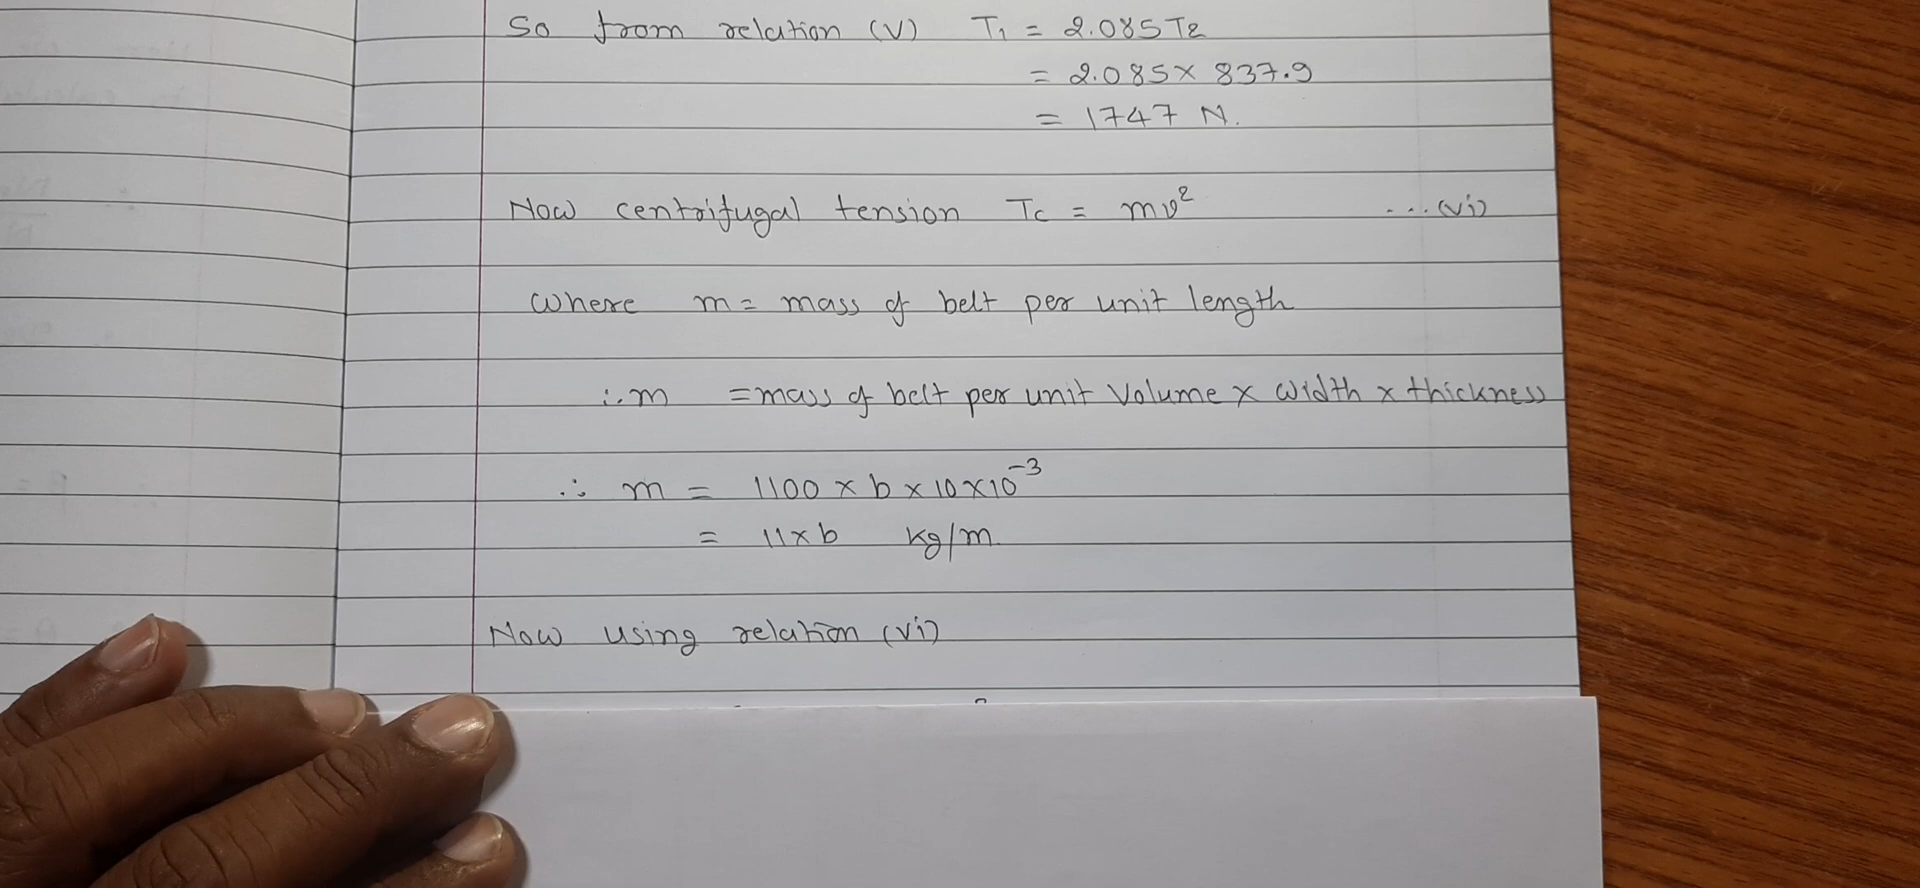 So from relation (V) T1 = 2.085T2
= 2.085 × 837.9
= 1747 N.
Now centrifugal tension Tc = mv² ...(vi)
Where m = mass of belt per unit length
∴ m = mass of belt per unit Volume × width × thickness
∴ m = 1100 × b × 10 × 10⁻³
= 11 × b kg/m.
Now using relation (vi)